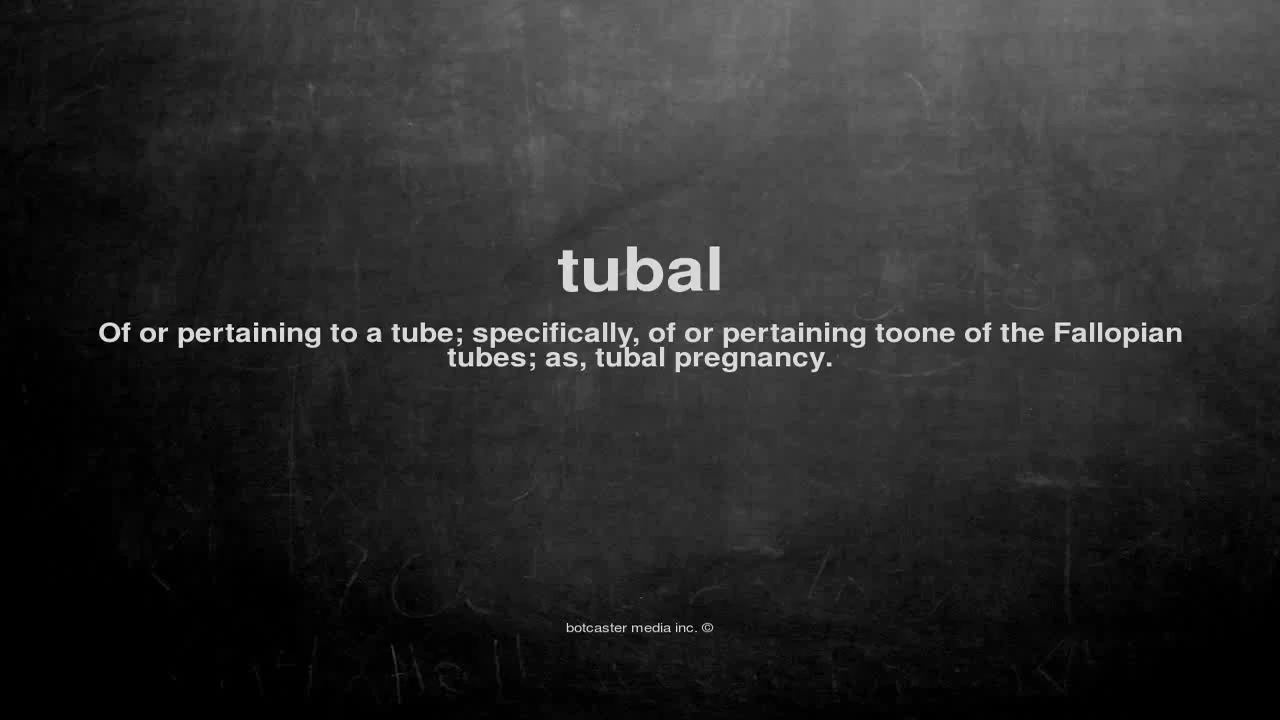 tubal
Of or pertaining to a tube; specifically, of or pertaining toone of the Fallopian
tubes; as, tubal pregnancy.
botcaster media inc. ©